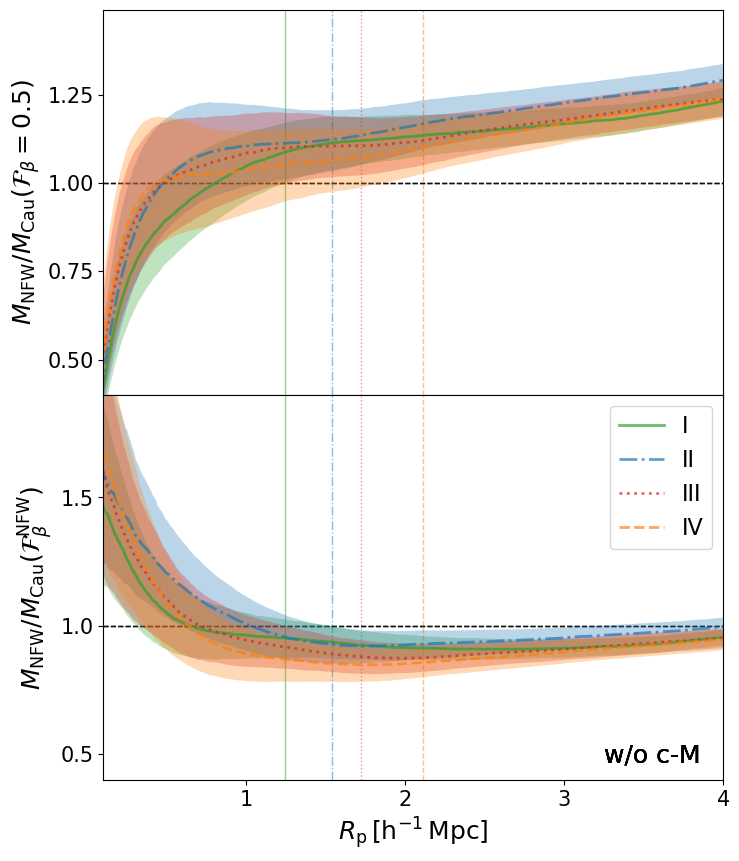 M_NFW/M_Cau(F_β = 0.5)
1.25
1.00
0.75
0.50
M_NFW/M_Cau(F_β^NFW)
1.5
1.0
0.5
I
II
III
IV
w/o c-M
1
2
3
4
R_p [h⁻¹ Mpc]